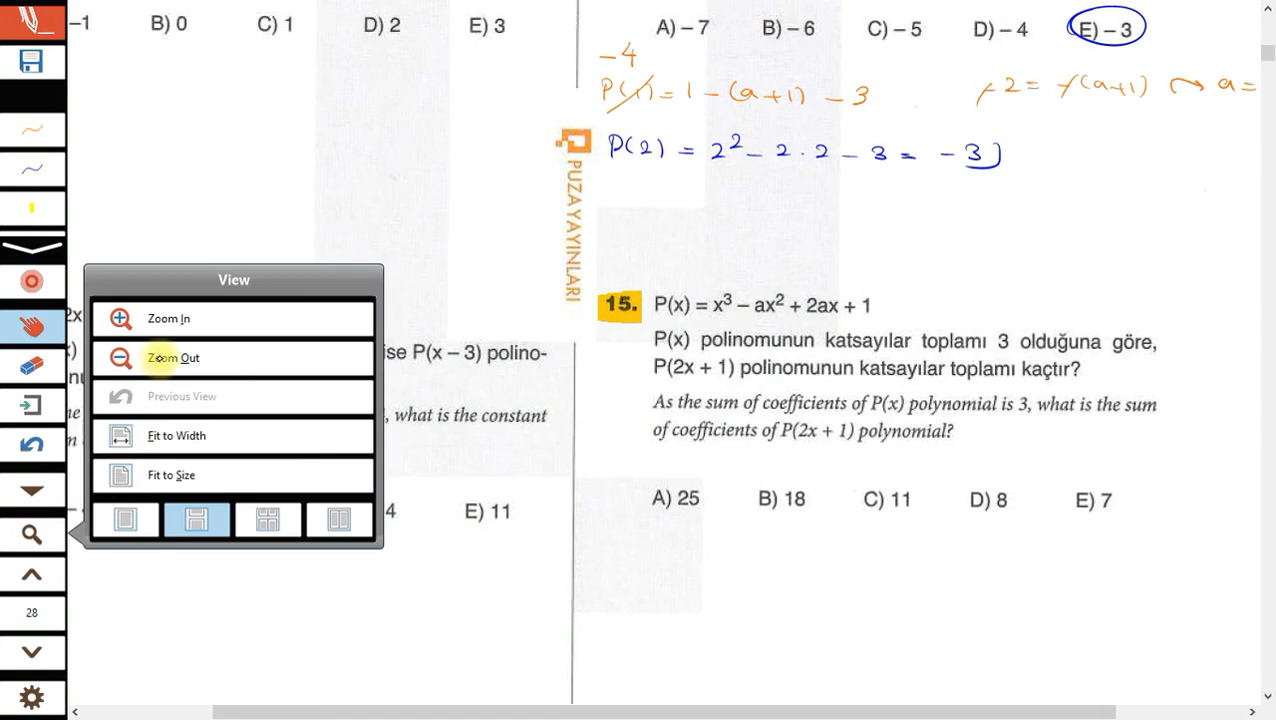 –1 B) 0 C) 1 D) 2 E) 3
ise P(x – 3) polino-
, what is the constant
4 E) 11
View
Zoom In
Zoom Out
Previous View
Fit to Width
Fit to Size
28
A) – 7 B) – 6 C) – 5 D) – 4 E) – 3
–4
P(1) = 1 – (a+1) – 3 –2 = –(a+1) → a =
P(2) = 2² – 2 . 2 – 3 = –3
PUZA YAYINLARI
15. P(x) = x³ – ax² + 2ax + 1
P(x) polinomunun katsayılar toplamı 3 olduğuna göre,
P(2x + 1) polinomunun katsayılar toplamı kaçtır?
As the sum of coefficients of P(x) polynomial is 3, what is the sum
of coefficients of P(2x + 1) polynomial?
A) 25 B) 18 C) 11 D) 8 E) 7